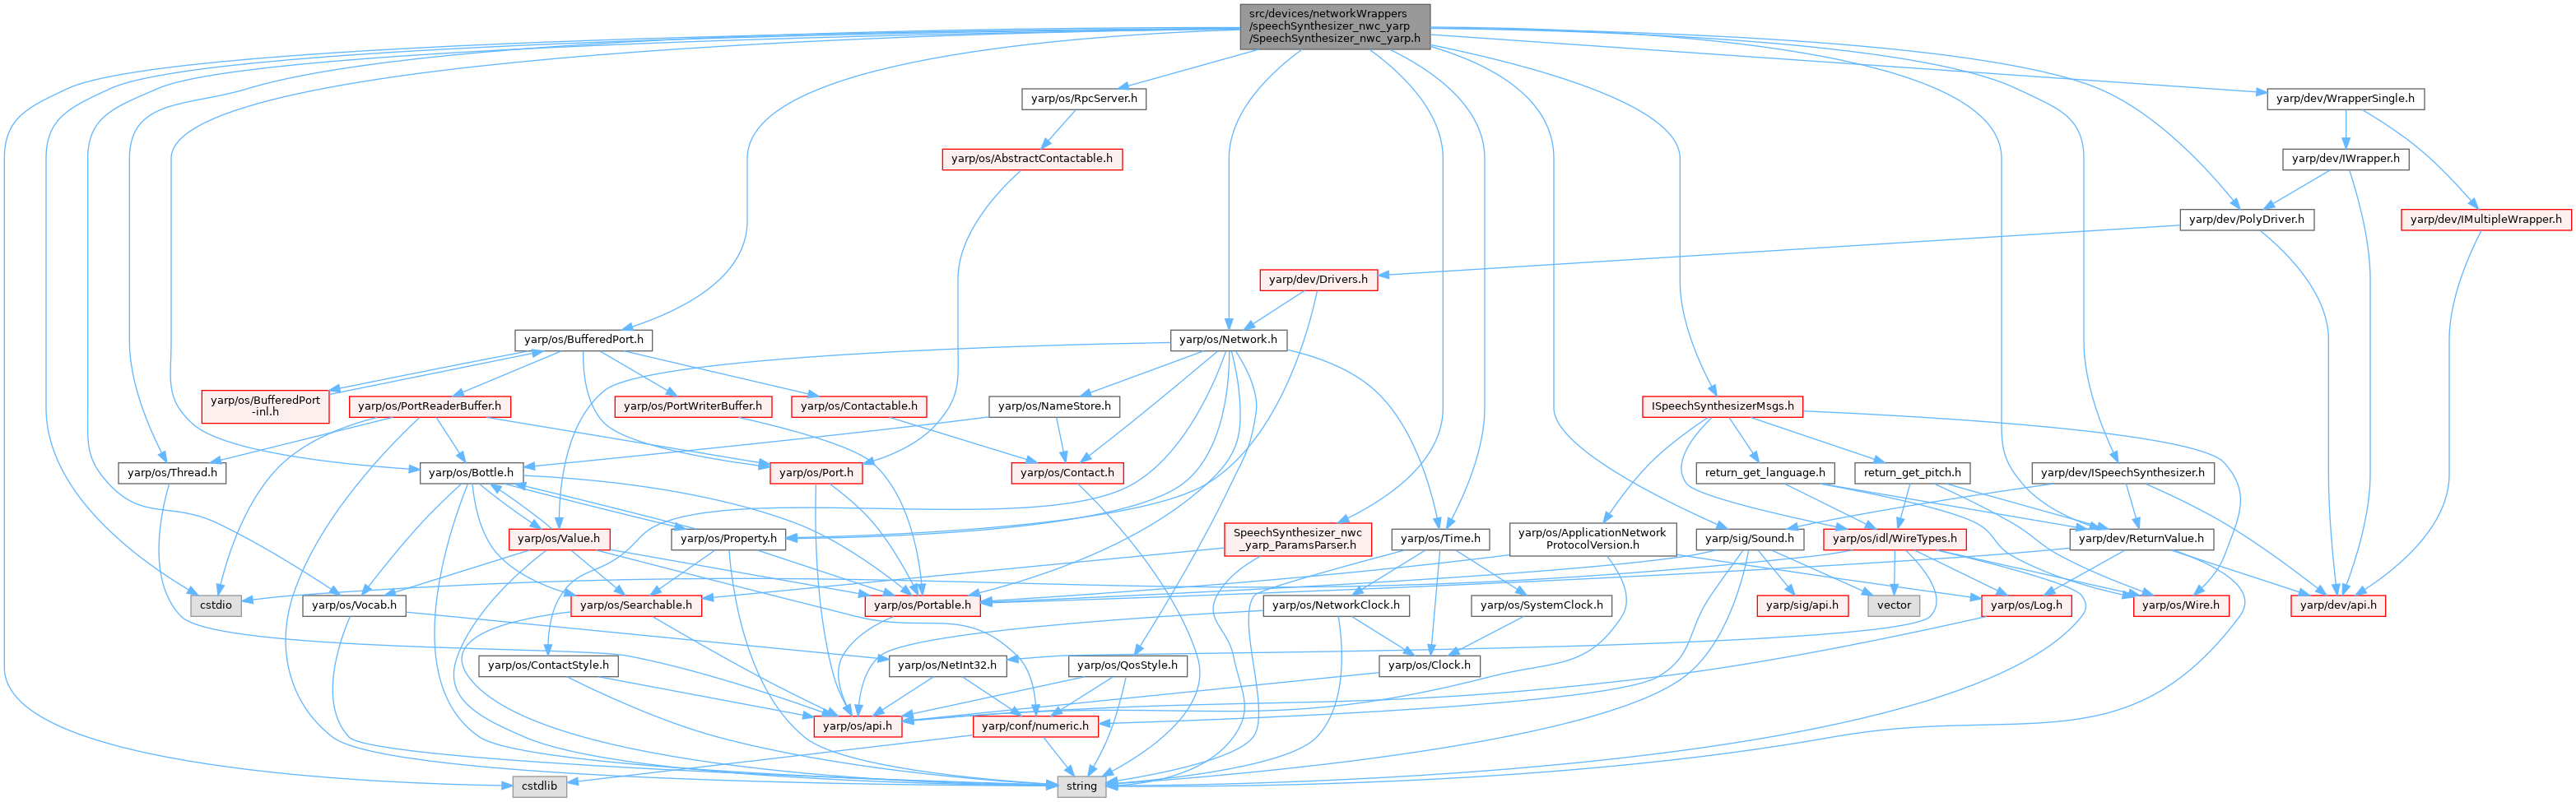 src/devices/networkWrappers
/speechSynthesizer_nwc_yarp
/SpeechSynthesizer_nwc_yarp.h
yarp/os/RpcServer.h
yarp/dev/WrapperSingle.h
yarp/os/AbstractContactable.h
yarp/dev/IWrapper.h
yarp/dev/PolyDriver.h
yarp/dev/IMultipleWrapper.h
yarp/dev/Drivers.h
yarp/os/BufferedPort.h
yarp/os/Network.h
yarp/os/BufferedPort
-inl.h
yarp/os/PortReaderBuffer.h
yarp/os/PortWriterBuffer.h
yarp/os/Contactable.h
yarp/os/NameStore.h
ISpeechSynthesizerMsgs.h
yarp/os/Thread.h
yarp/os/Bottle.h
yarp/os/Port.h
yarp/os/Contact.h
return_get_language.h
return_get_pitch.h
yarp/dev/ISpeechSynthesizer.h
yarp/os/Value.h
yarp/os/Property.h
SpeechSynthesizer_nwc
_yarp_ParamsParser.h
yarp/os/Time.h
yarp/os/ApplicationNetwork
ProtocolVersion.h
yarp/sig/Sound.h
yarp/os/idl/WireTypes.h
yarp/dev/ReturnValue.h
cstdio
yarp/os/Vocab.h
yarp/os/Searchable.h
yarp/os/Portable.h
yarp/os/NetworkClock.h
yarp/os/SystemClock.h
yarp/sig/api.h
vector
yarp/os/Log.h
yarp/os/Wire.h
yarp/dev/api.h
yarp/os/ContactStyle.h
yarp/os/NetInt32.h
yarp/os/QosStyle.h
yarp/os/Clock.h
yarp/os/api.h
yarp/conf/numeric.h
cstdlib
string